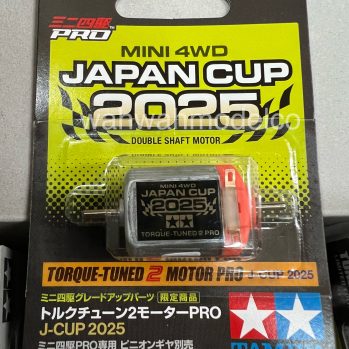 ミニ四駆
PRO
MINI 4WD
JAPAN CUP
2025
wanwanmode.co
DOUBLE SHAFT MOTOR
MINI 4WD
JAPAN CUP
2025
TORQUE-TUNED 2 PRO
TORQUE-TUNED 2 MOTOR PRO J-CUP 2025
ミニ四駆グレードアップパーツ 限定商品
トルクチューン2モーターPRO
J-CUP 2025
ミニ四駆PRO専用 ピニオンギヤ別売